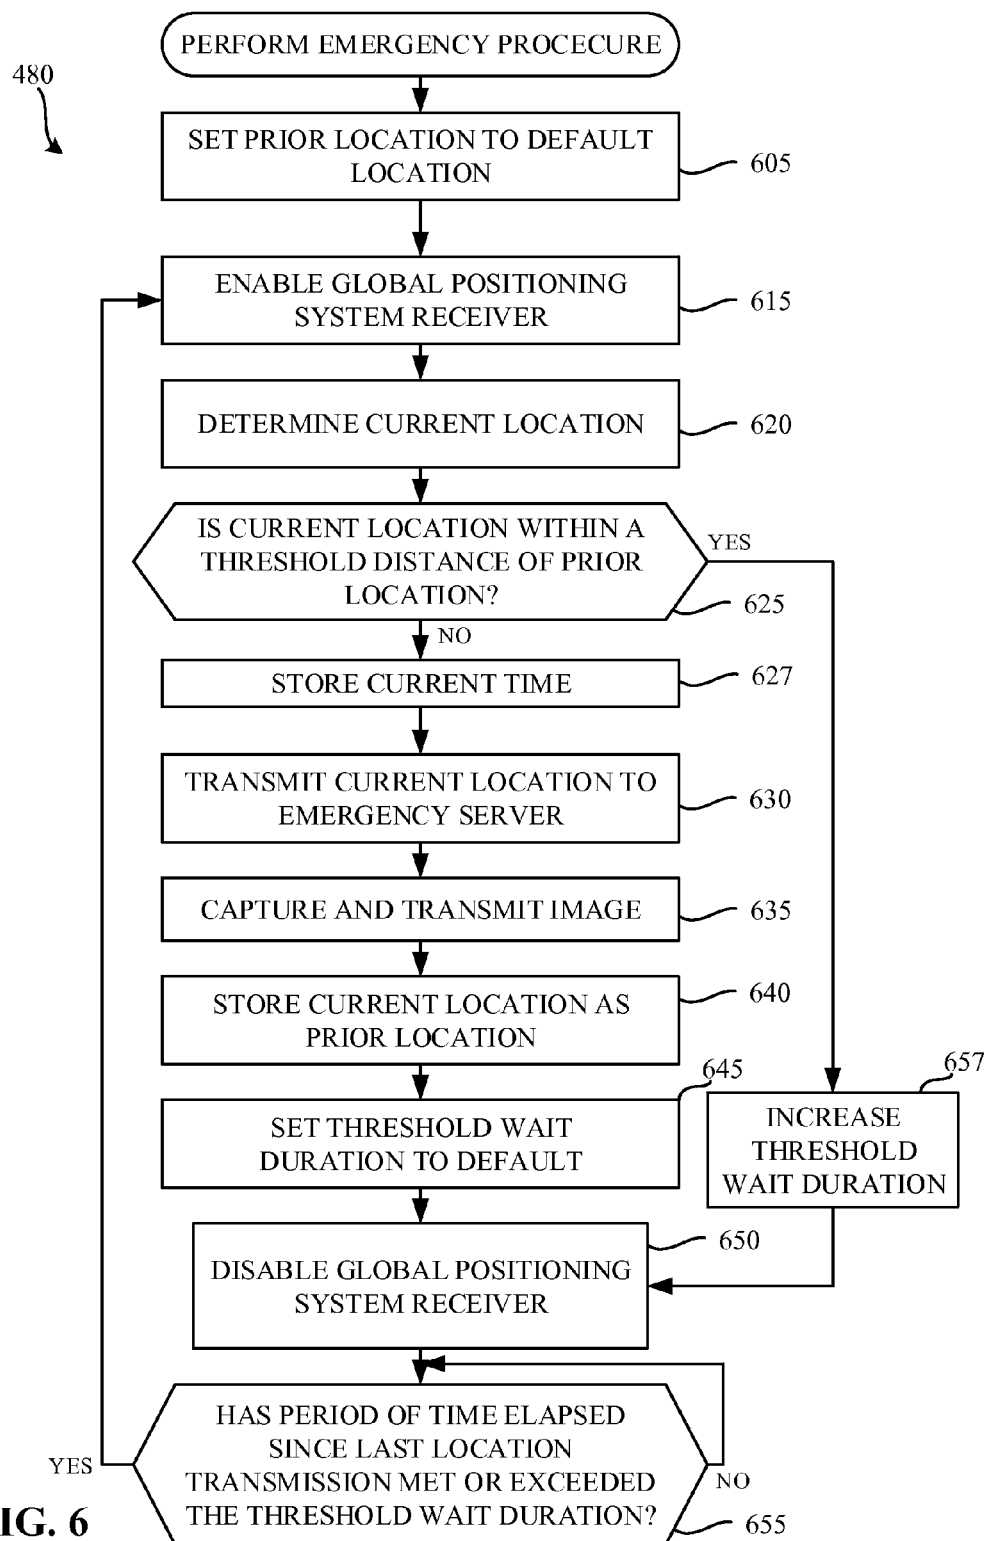 PERFORM EMERGENCY PROCECURE
480
SET PRIOR LOCATION TO DEFAULT
LOCATION
605
ENABLE GLOBAL POSITIONING
SYSTEM RECEIVER
615
DETERMINE CURRENT LOCATION
620
IS CURRENT LOCATION WITHIN A
THRESHOLD DISTANCE OF PRIOR
LOCATION?
YES
625
NO
STORE CURRENT TIME
627
TRANSMIT CURRENT LOCATION TO
EMERGENCY SERVER
630
CAPTURE AND TRANSMIT IMAGE
635
STORE CURRENT LOCATION AS
PRIOR LOCATION
640
SET THRESHOLD WAIT
DURATION TO DEFAULT
645
657
INCREASE
THRESHOLD
WAIT DURATION
DISABLE GLOBAL POSITIONING
SYSTEM RECEIVER
650
HAS PERIOD OF TIME ELAPSED
SINCE LAST LOCATION
TRANSMISSION MET OR EXCEEDED
THE THRESHOLD WAIT DURATION?
YES
NO
655
IG. 6